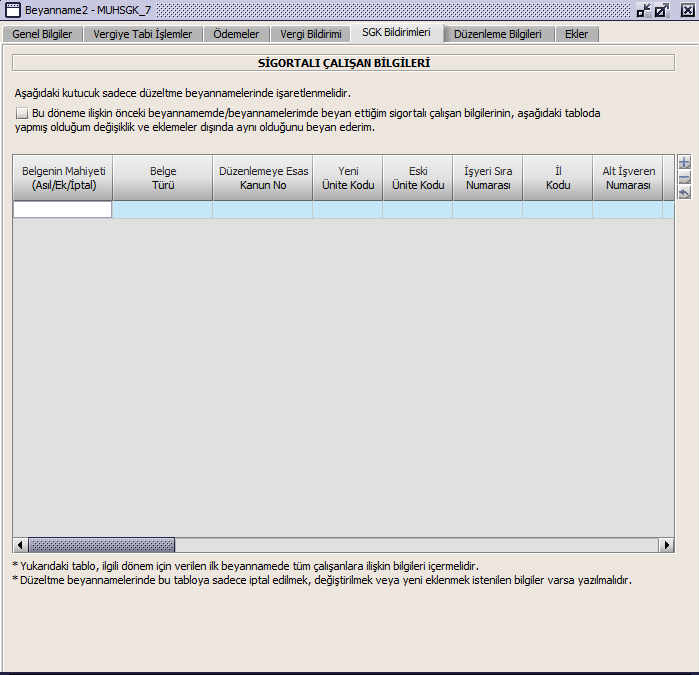 Beyanname2 - MUHSGK_7
Genel Bilgiler Vergiye Tabi İşlemler Ödemeler Vergi Bildirimi SGK Bildirimleri Düzenleme Bilgileri Ekler
SİGORTALI ÇALIŞAN BİLGİLERİ
Aşağıdaki kutucuk sadece düzeltme beyannamelerinde işaretlenmelidir.
Bu döneme ilişkin önceki beyannamemde/beyannamelerimde beyan ettiğim sigortalı çalışan bilgilerinin, aşağıdaki tabloda
yapmış olduğum değişiklik ve eklemeler dışında aynı olduğunu beyan ederim.
Belgenin Mahiyeti Belge Düzenlemeye Esas Yeni Eski İşyeri Sıra İl Alt İşveren
(Asıl/Ek/İptal) Türü Kanun No Ünite Kodu Ünite Kodu Numarası Kodu Numarası
* Yukarıdaki tablo, ilgili dönem için verilen ilk beyannamede tüm çalışanlara ilişkin bilgileri içermelidir.
* Düzeltme beyannamelerinde bu tabloya sadece iptal edilmek, değiştirilmek veya yeni eklenmek istenilen bilgiler varsa yazılmalıdır.